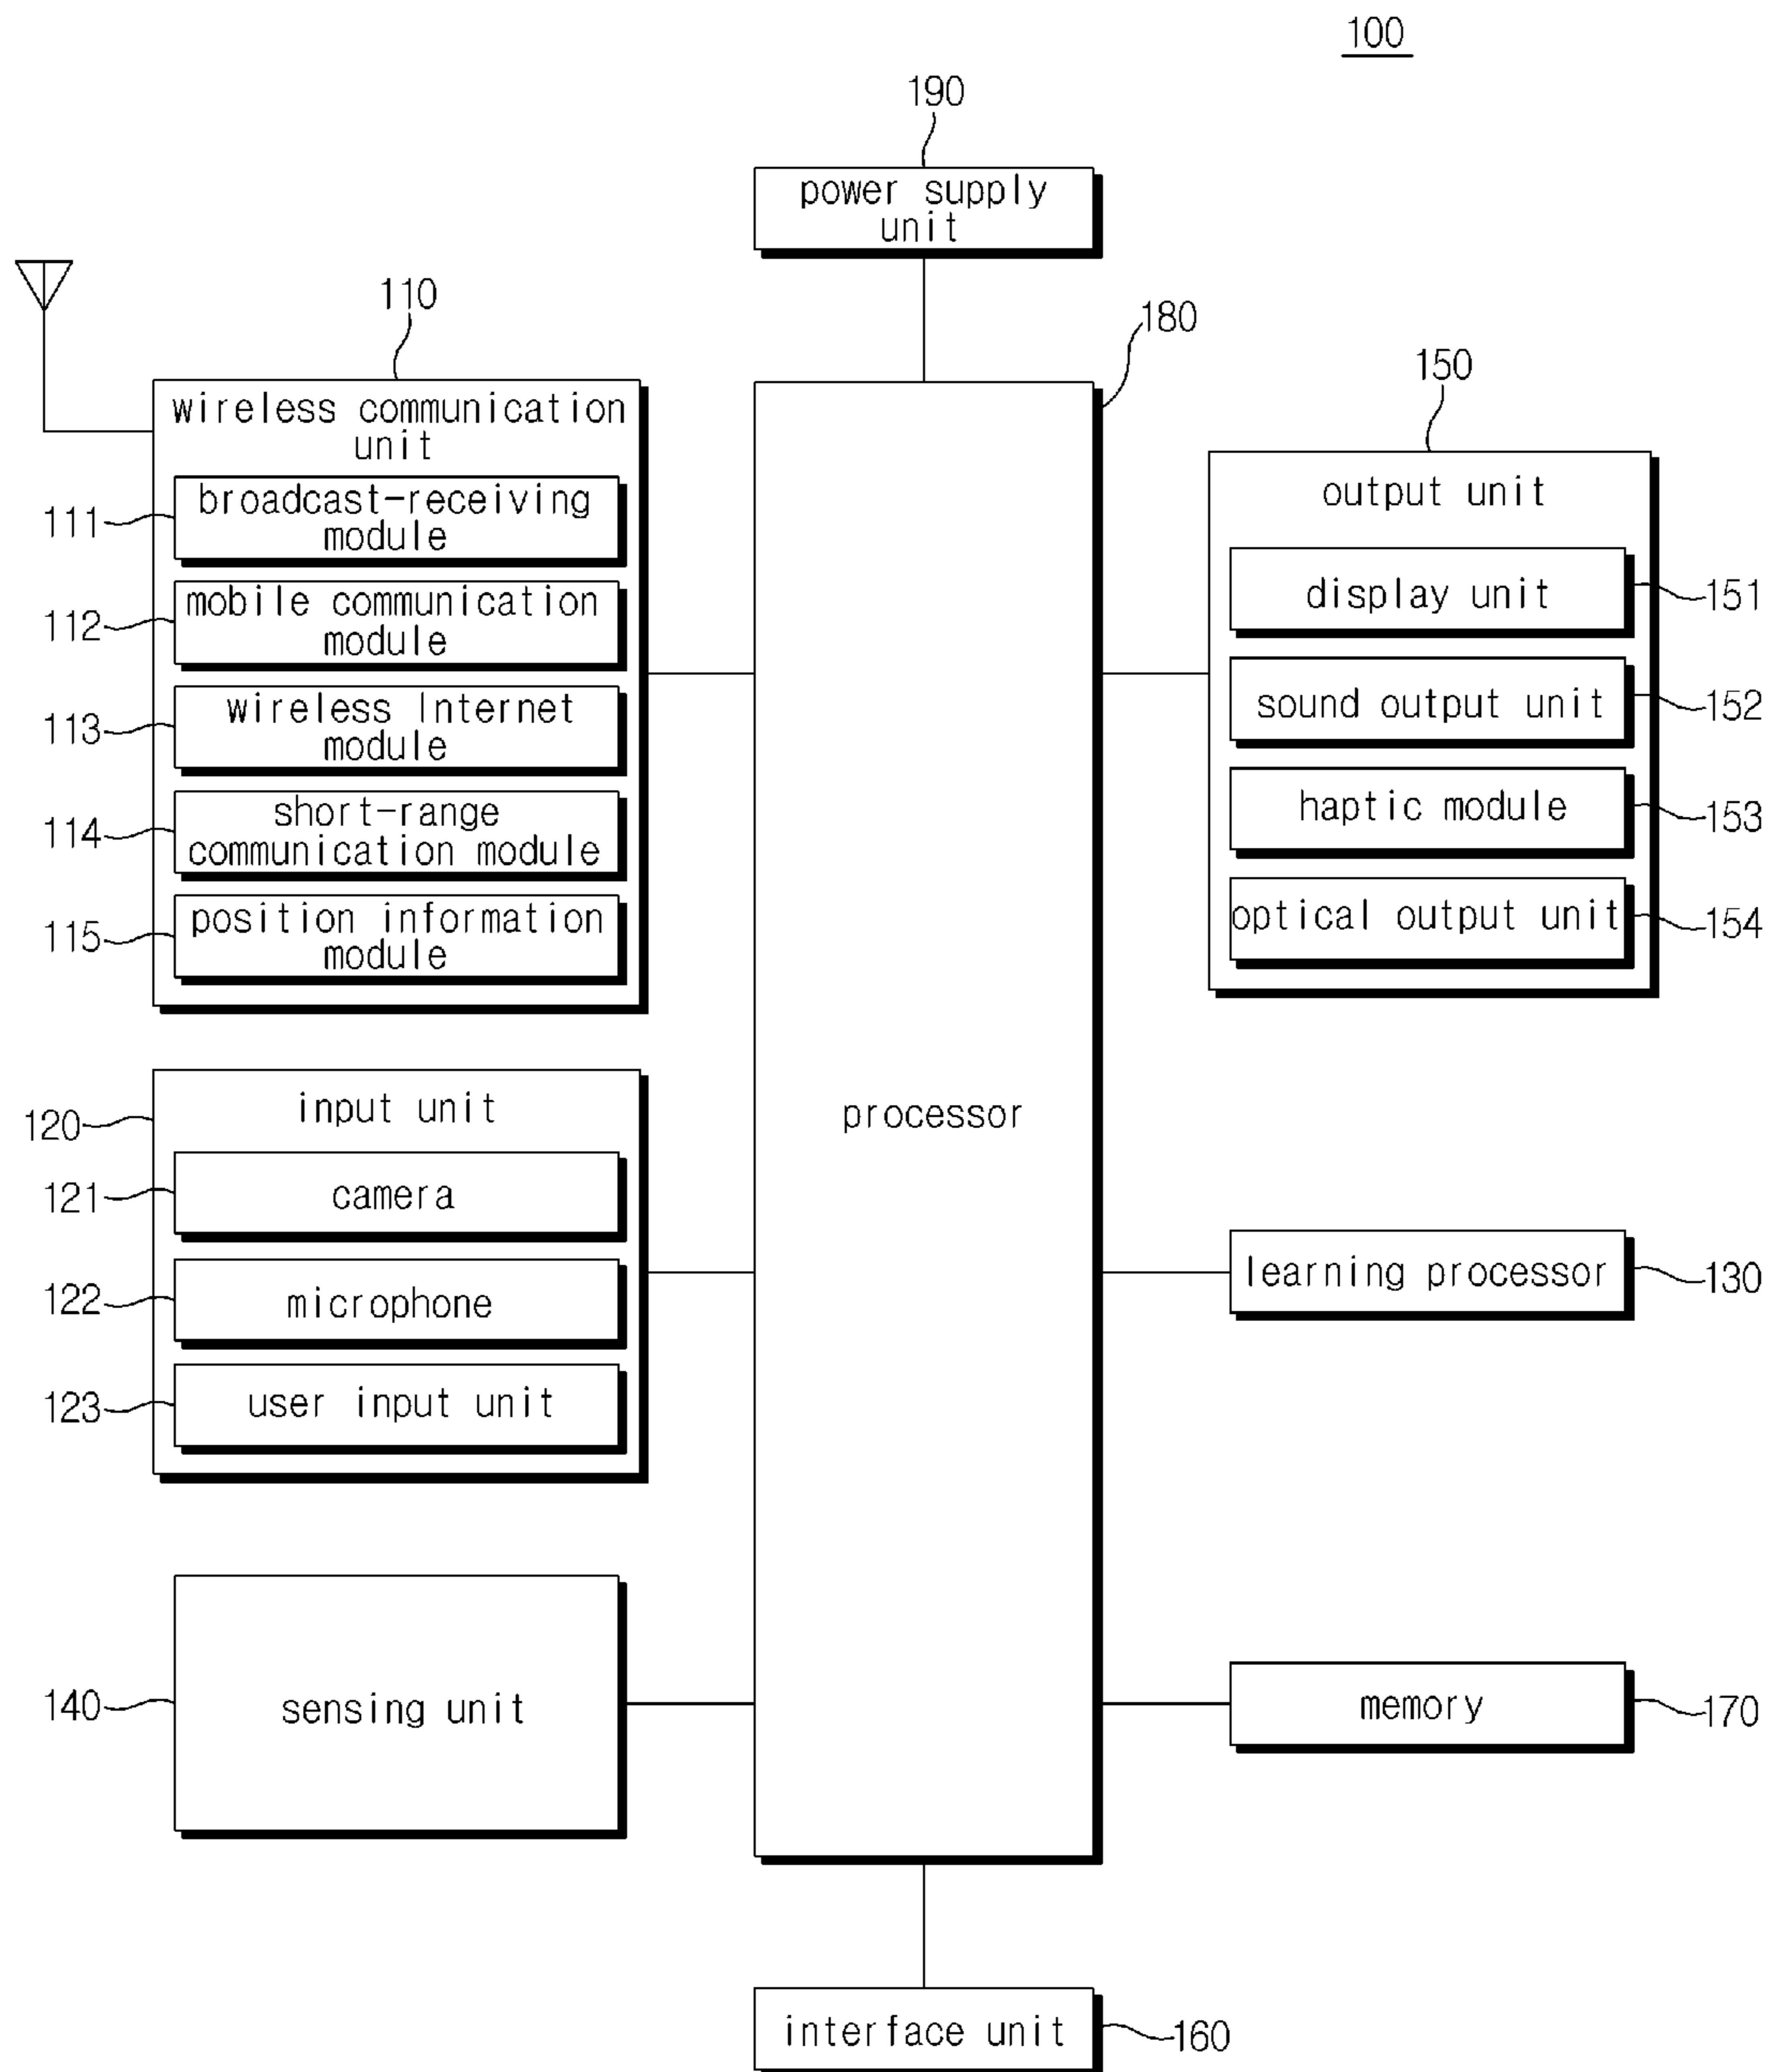 100
190
power supply
unit
110
wireless communication
unit
111
broadcast-receiving
module
112
mobile communication
module
113
wireless Internet
module
114
short-range
communication module
115
position information
module
120
input unit
121
camera
122
microphone
123
user input unit
140
sensing unit
180
processor
150
output unit
display unit
151
sound output unit
152
haptic module
153
optical output unit
154
learning processor
130
memory
170
interface unit
160